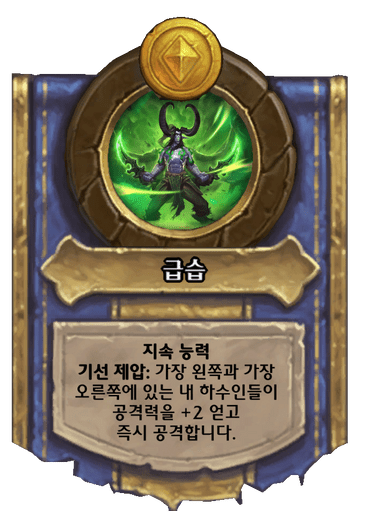 급습
지속 능력
기선 제압: 가장 왼쪽과 가장
오른쪽에 있는 내 하수인들이
공격력을 +2 얻고
즉시 공격합니다.